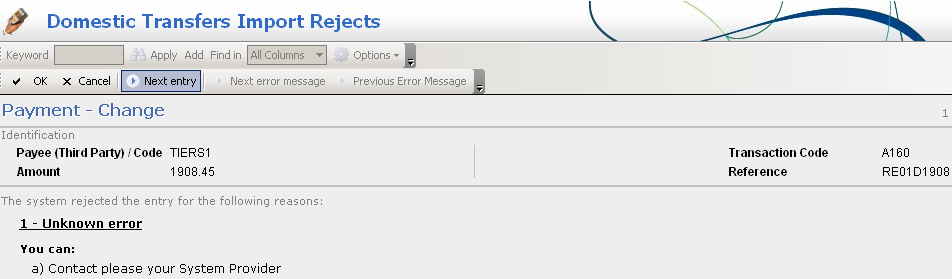 Domestic Transfers Import Rejects
Keyword Apply Add Find in All Columns Options
OK Cancel Next entry Next error message Previous Error Message
Payment - Change 1
Identification
Payee (Third Party) / Code TIERS1 Transaction Code A160
Amount 1908.45 Reference RE01D1908
The system rejected the entry for the following reasons:
1 - Unknown error
You can:
a) Contact please your System Provider